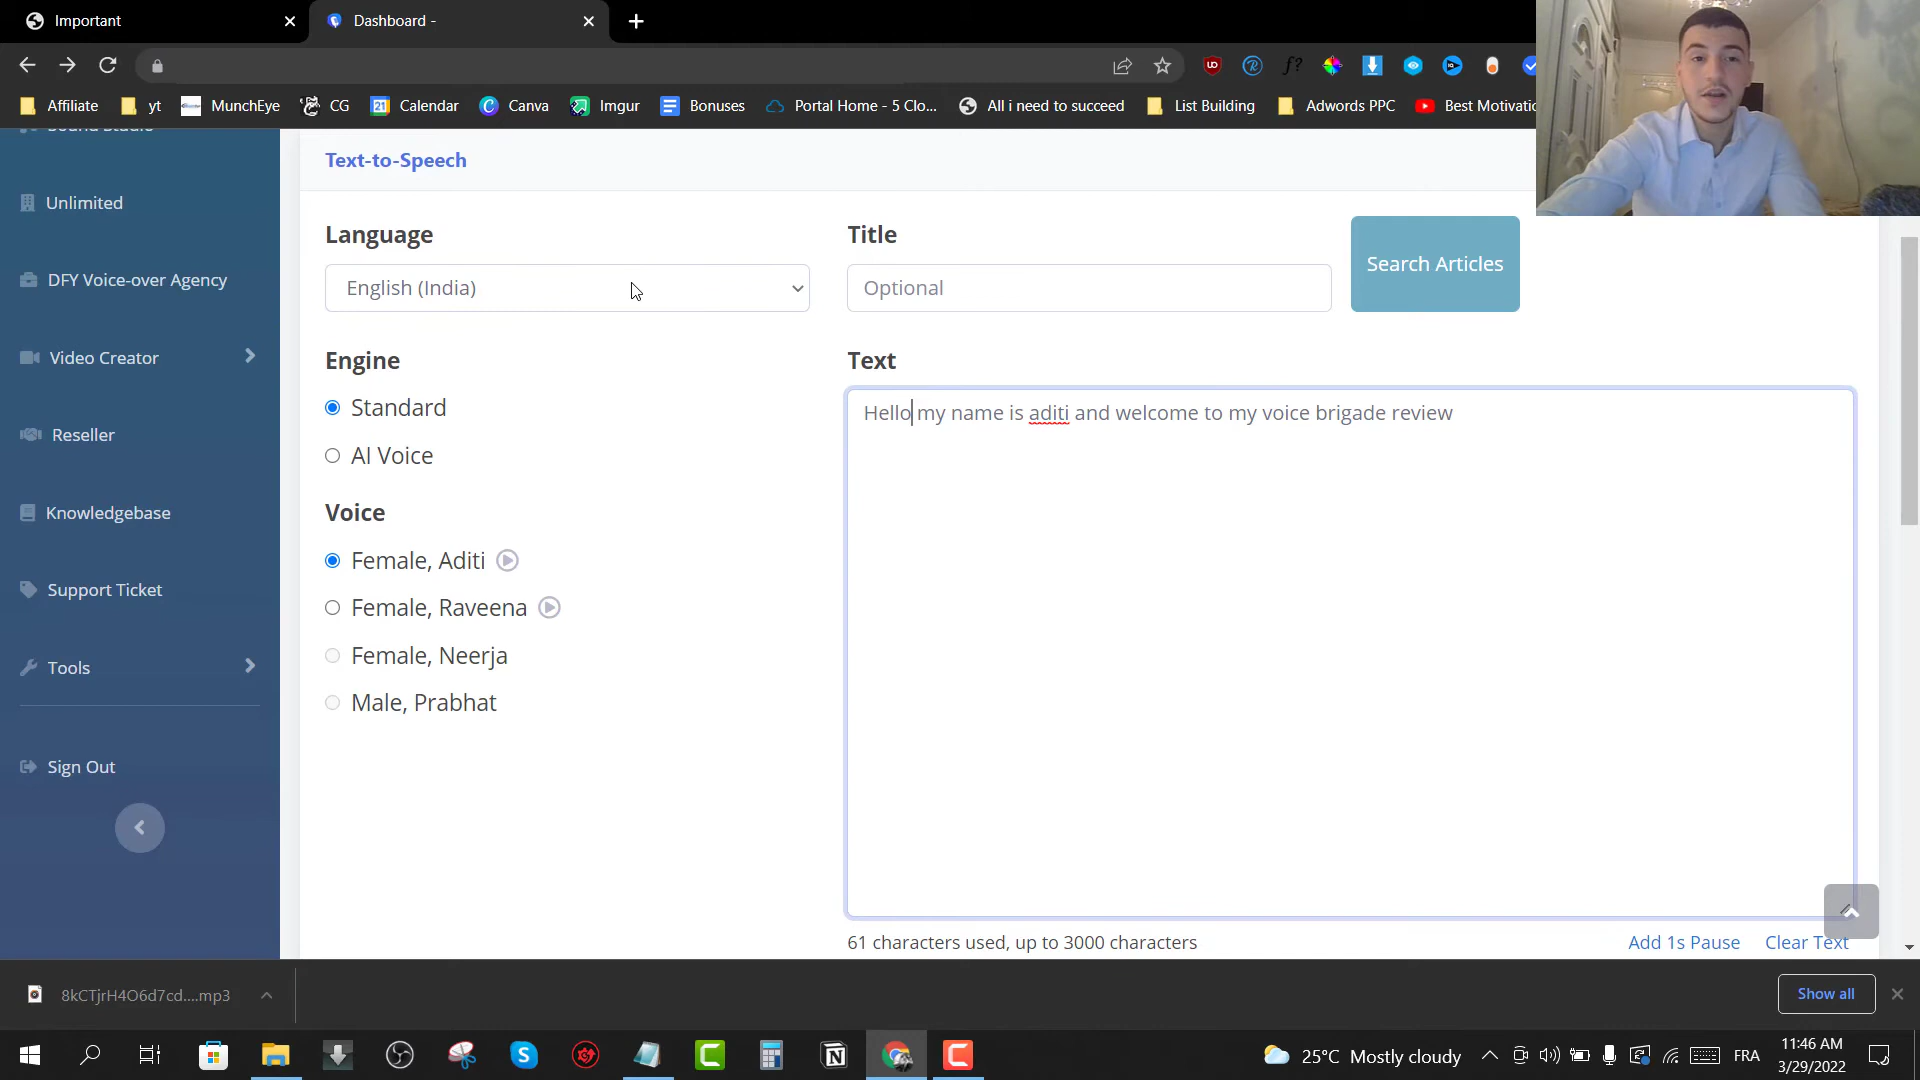 Important
Dashboard -
Affiliate
yt
MunchEye
CG
Calendar
Canva
Imgur
Bonuses
Portal Home - 5 Clo...
All i need to succeed
List Building
Adwords PPC
Best Motivatio
Sound Studio
Unlimited
DFY Voice-over Agency
Video Creator
Reseller
Knowledgebase
Support Ticket
Tools
Sign Out
Text-to-Speech
Language
English (India)
Engine
Standard
AI Voice
Voice
Female, Aditi
Female, Raveena
Female, Neerja
Male, Prabhat
Title
Optional
Search Articles
Text
Hello my name is aditi and welcome to my voice brigade review
61 characters used, up to 3000 characters
Add 1s Pause
Clear Text
8kCTjrH4O6d7cd....mp3
Show all
25°C Mostly cloudy
FRA
11:46 AM
3/29/2022